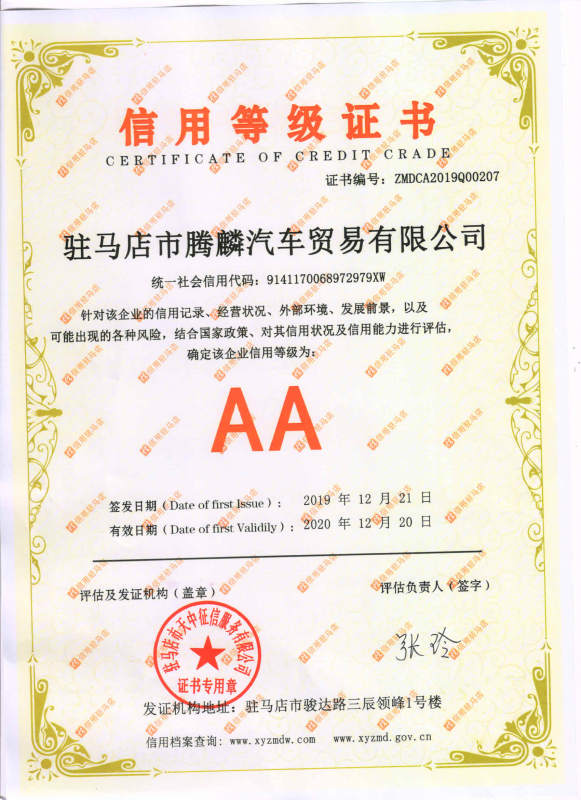 信用等级证书
CERTIFICATE OF CREDIT CRADE
证书编号：ZMDCA2019Q00207
驻马店市腾麟汽车贸易有限公司
统一社会信用代码：9141170068972979XW
针对该企业的信用记录、经营状况、外部环境、发展前景，以及
可能出现的各种风险，结合国家政策、对其信用状况及信用能力进行评估，
确定该企业信用等级为：
AA
签发日期（Date of first Issue）： 2019 年 12 月 21 日
有效日期（Date of first Validily）：2020 年 12 月 20 日
评估及发证机构（盖章） 评估负责人（签字）
驻马店市天中征信服务有限公司
证书专用章
张玲
发证机构地址：驻马店市骏达路三辰领峰1号楼
信用档案查询：www.xyzmdw.com www.xyzmd.gov.cn
信用驻马店